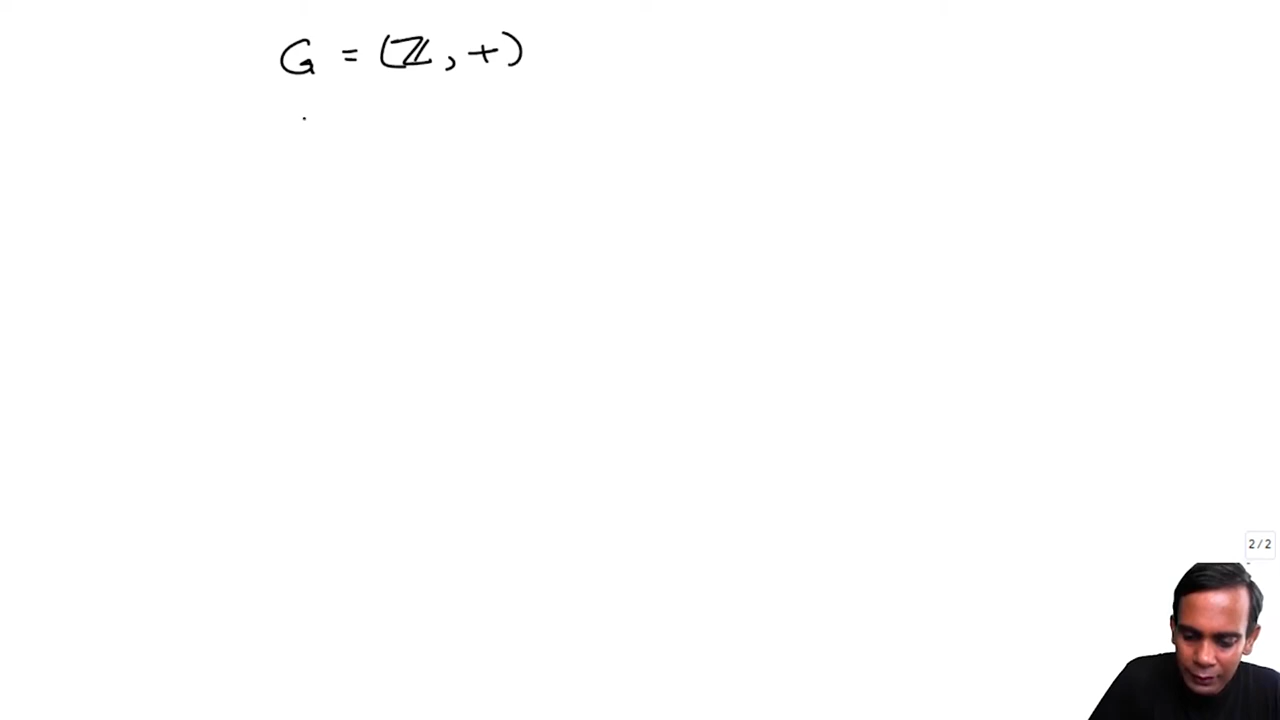 G = (ℤ, +)
2 / 2